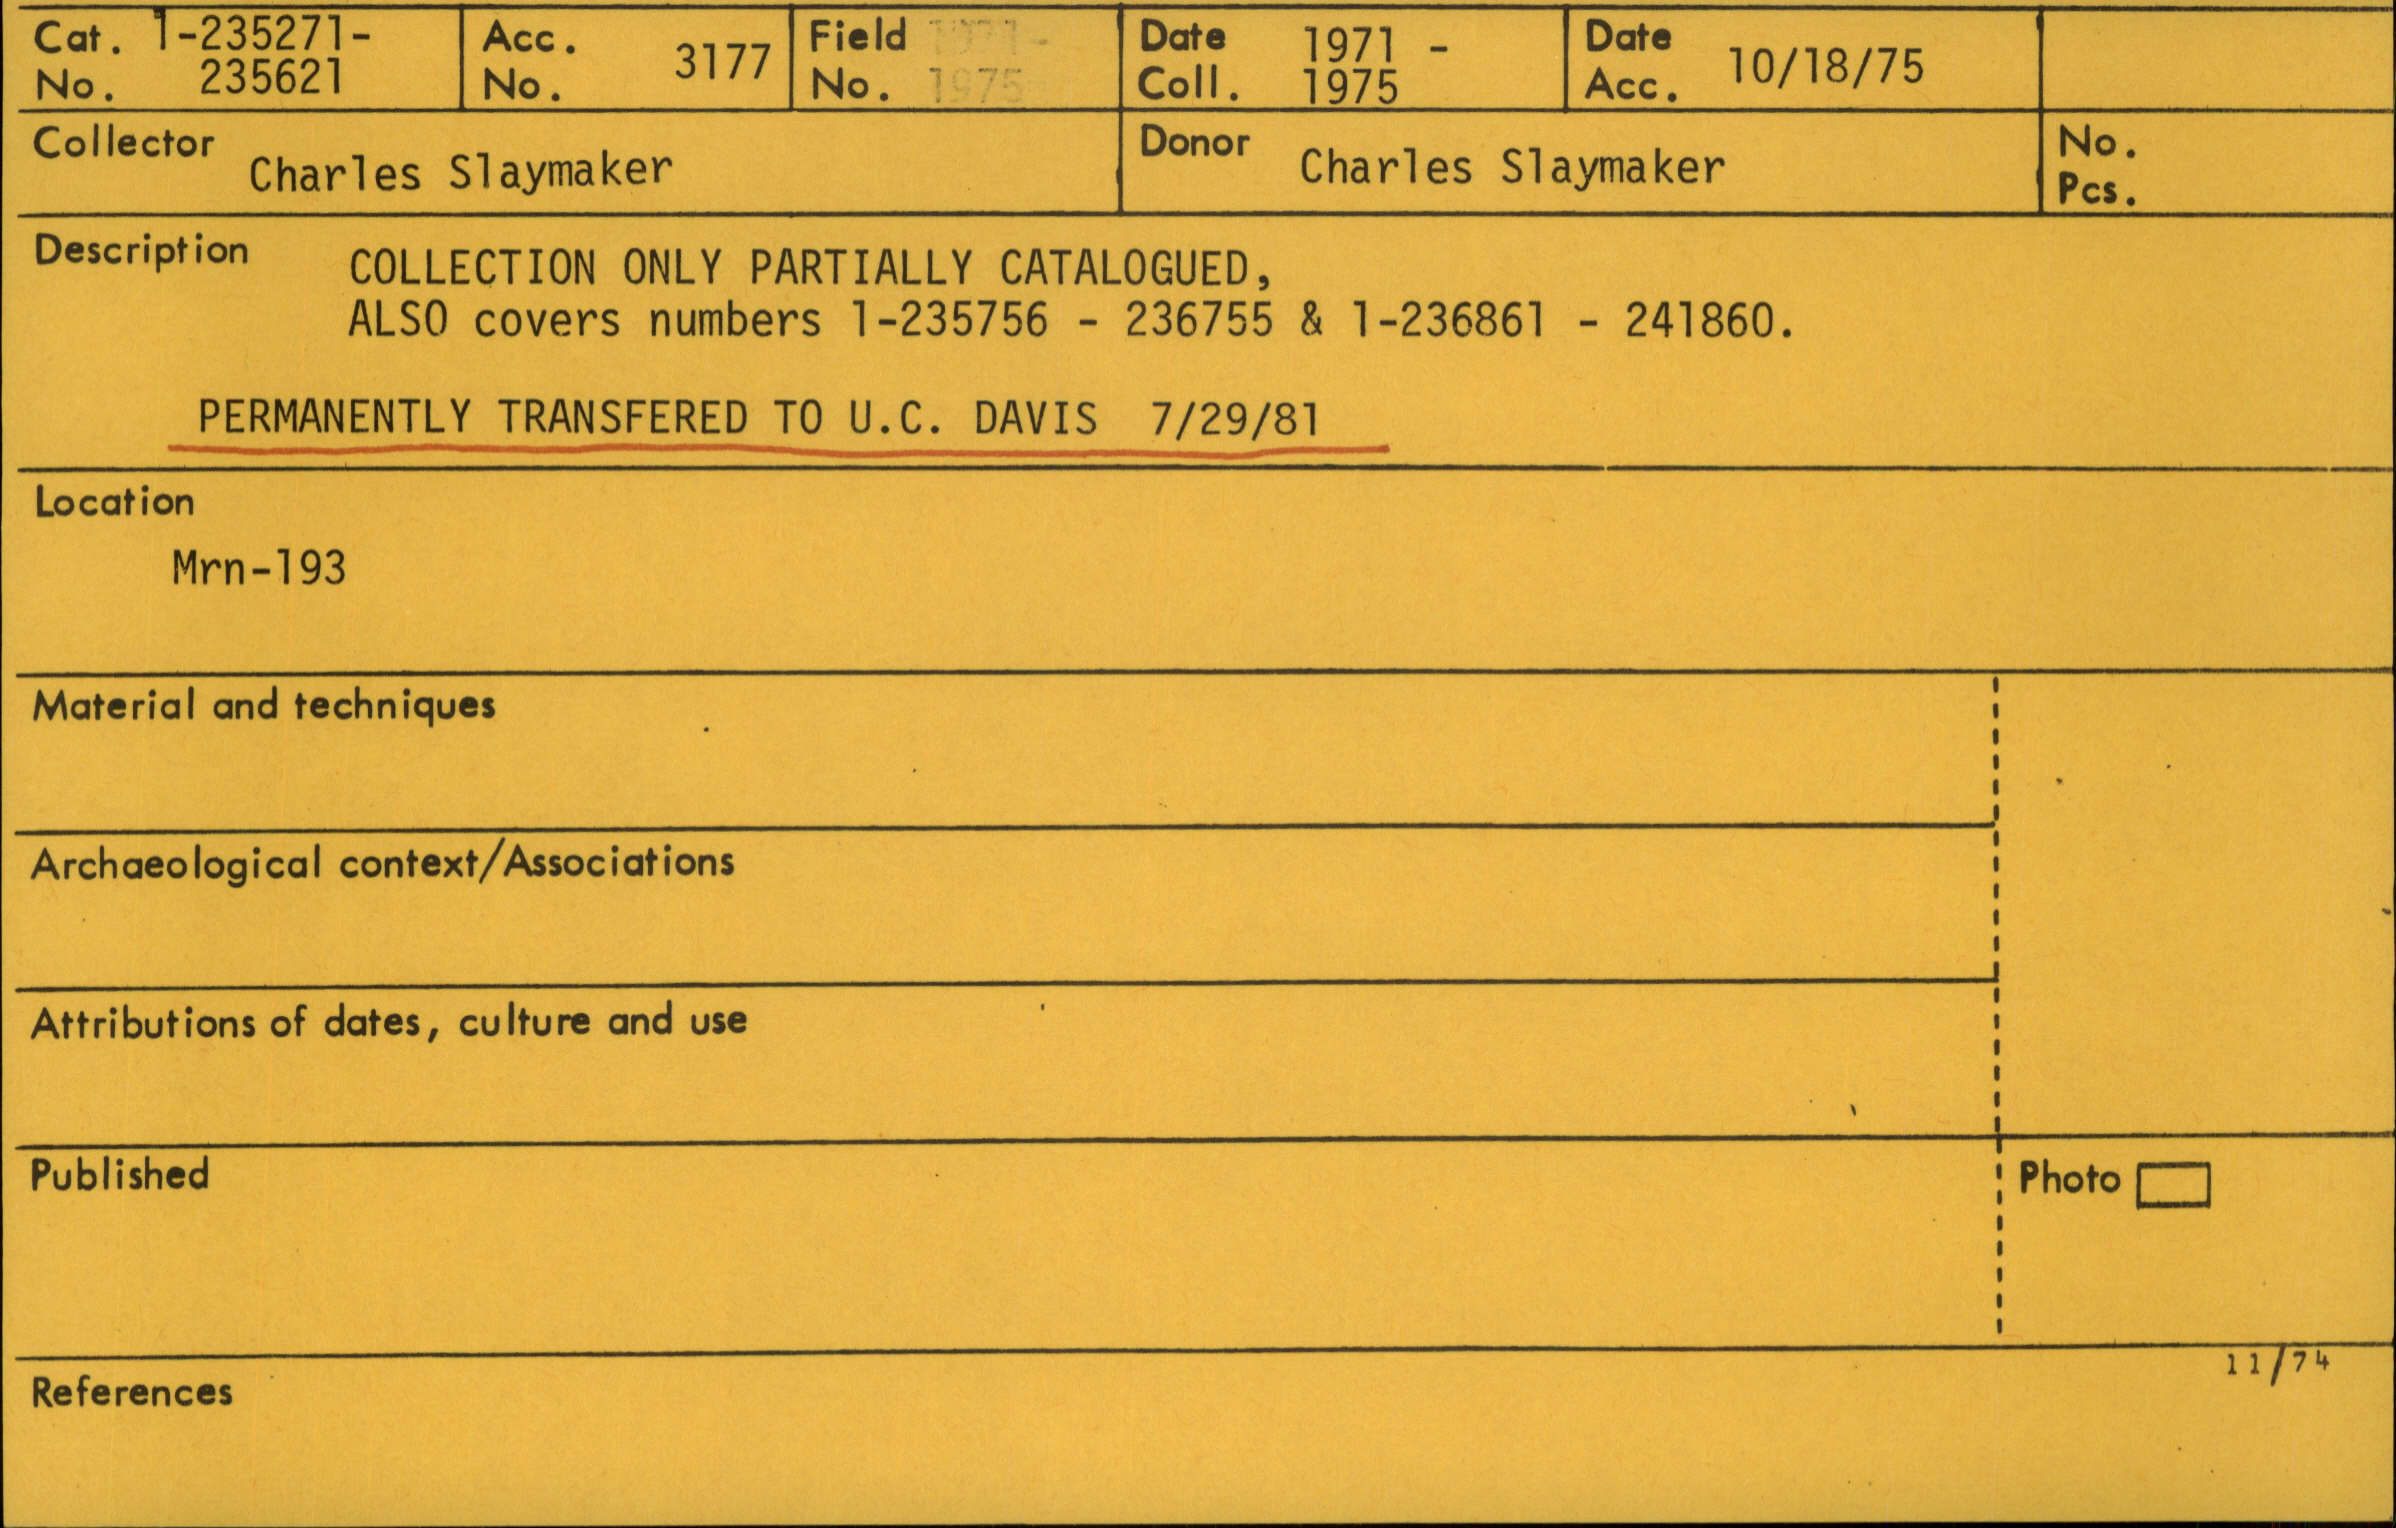 Cat. No. 1-235271-
235621
Acc. No. 3177
Field No. 1971 -
1975
Date Coll. 1971 -
1975
Date Acc. 10/18/75
Collector Charles Slaymaker
Donor Charles Slaymaker
No. Pcs.
Description COLLECTION ONLY PARTIALLY CATALOGUED,
ALSO covers numbers 1-235756 - 236755 & 1-236861 - 241860.
PERMANENTLY TRANSFERED TO U.C. DAVIS 7/29/81
Location
Mrn-193
Material and techniques
Archaeological context/Associations
Attributions of dates, culture and use
Published
Photo
11/74
References